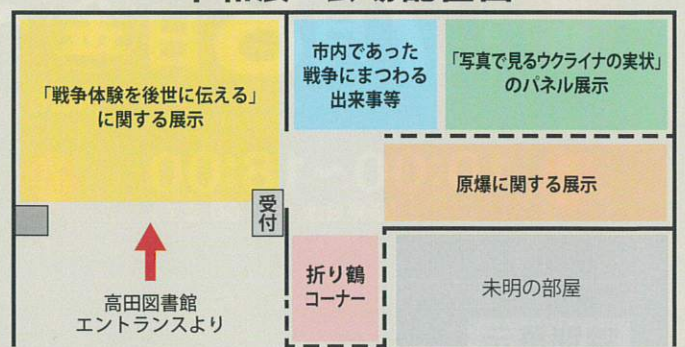 「戦争体験を後世に伝える」
に関する展示
市内であった
戦争にまつわる
出来事等
「写真で見るウクライナの実状」
のパネル展示
原爆に関する展示
受付
折り鶴
コーナー
未明の部屋
高田図書館
エントランスより